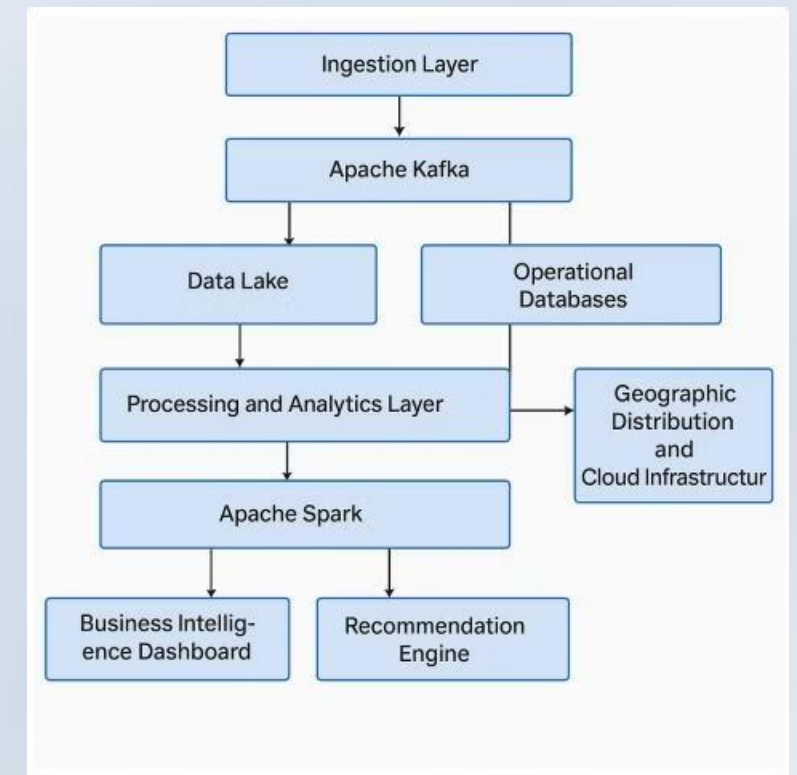 Ingestion Layer
Apache Kafka
Data Lake
Operational
Databases
Processing and Analytics Layer
Geographic
Distribution
and
Cloud Infrastructur
Apache Spark
Business Intellig-
ence Dashboard
Recommendation
Engine